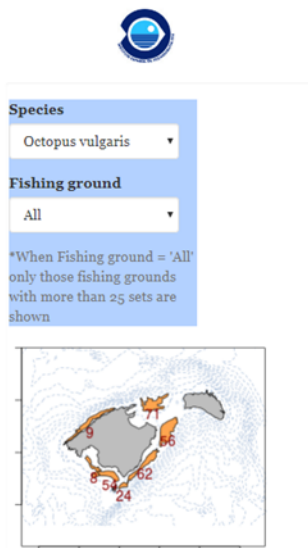 Species
Octopus vulgaris
Fishing ground
All
*When Fishing ground = 'All'
only those fishing grounds
with more than 25 sets are
shown
71
9
56
8
62
24